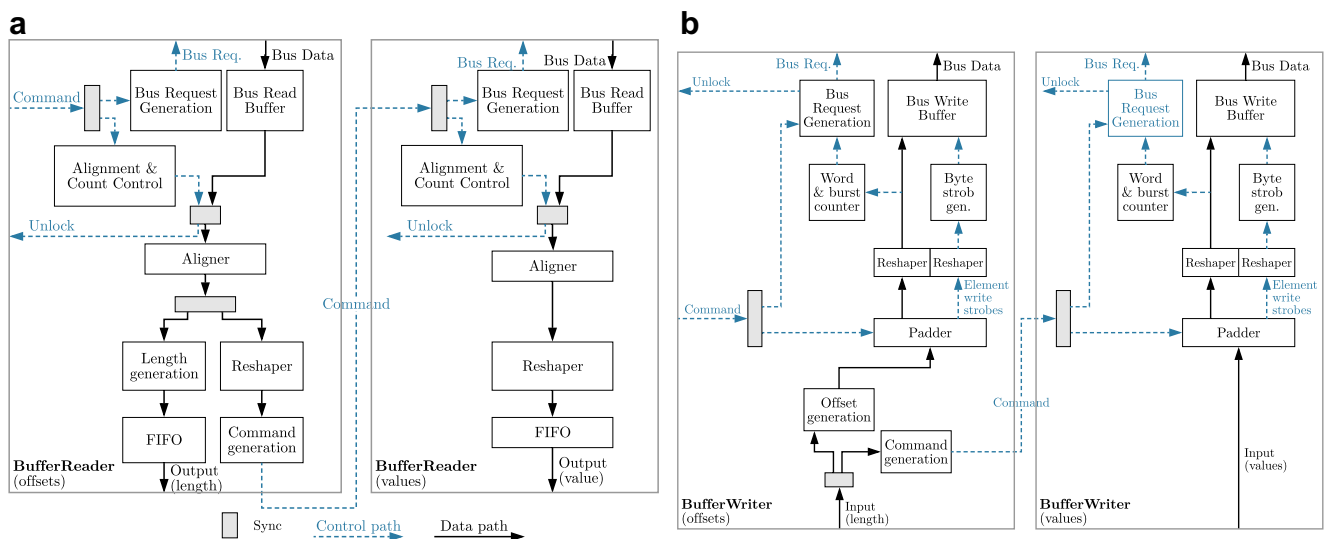 a
Bus Req.
Bus Data
Command
Bus Request
Generation
Bus Read
Buffer
Alignment &
Count Control
Unlock
Aligner
Length
generation
Reshaper
FIFO
Command
generation
BufferReader
(offsets)
Output
(length)
Bus Req.
Bus Data
Bus Request
Generation
Bus Read
Buffer
Alignment &
Count Control
Unlock
Aligner
Command
Reshaper
FIFO
BufferReader
(values)
Output
(value)
Sync
Control path
Data path
b
Bus Req.
Bus Data
Unlock
Bus
Request
Generation
Bus Write
Buffer
Word
& burst
counter
Byte
strob
gen.
Reshaper
Reshaper
Element
write
strobes
Command
Padder
Offset
generation
Command
generation
BufferWriter
(offsets)
Input
(length)
Bus Req.
Bus Data
Unlock
Bus
Request
Generation
Bus Write
Buffer
Word
& burst
counter
Byte
strob
gen.
Reshaper
Reshaper
Element
write
strobes
Padder
Command
Input
(values)
BufferWriter
(values)